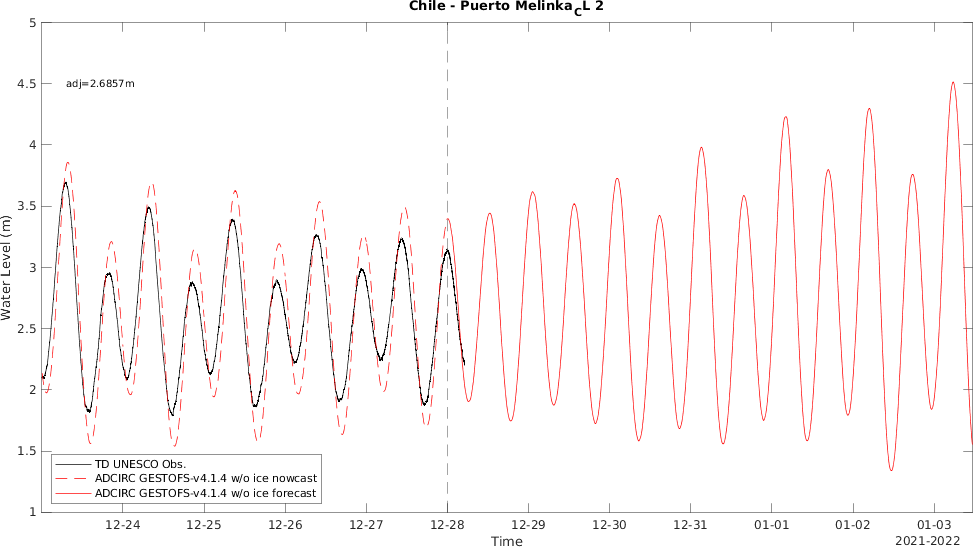 Chile - Puerto Melinka_CL 2
adj=2.6857m
5
4.5
4
3.5
3
2.5
2
1.5
1
Water Level (m)
TD UNESCO Obs.
ADCIRC GESTOFS-v4.1.4 w/o ice nowcast
ADCIRC GESTOFS-v4.1.4 w/o ice forecast
12-24 12-25 12-26 12-27 12-28 12-29 12-30 12-31 01-01 01-02 01-03
Time
2021-2022